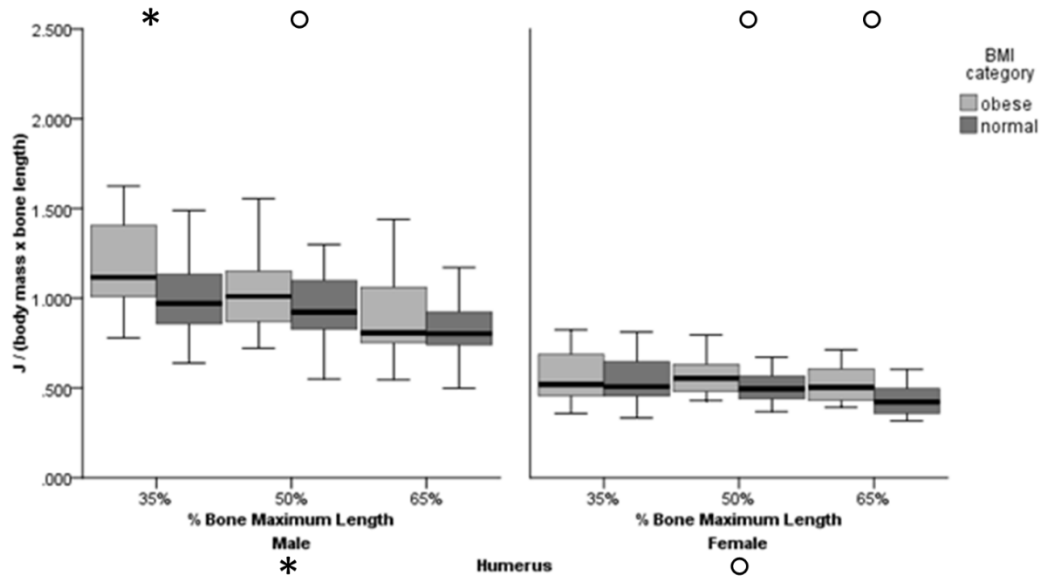 * ○ ○ ○
2.500
2.000
1.500
1.000
.500
.000
J / (body mass x bone length)
BMI
category
obese
normal
35% 50% 65% 35% 50% 65%
% Bone Maximum Length % Bone Maximum Length
Male Female
* Humerus ○